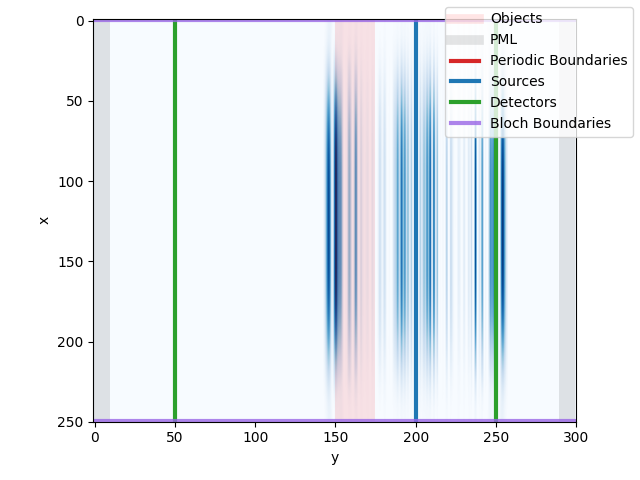 Objects
PML
Periodic Boundaries
Sources
Detectors
Bloch Boundaries
0
50
100
150
200
250
x
0 50 100 150 200 250 300
y